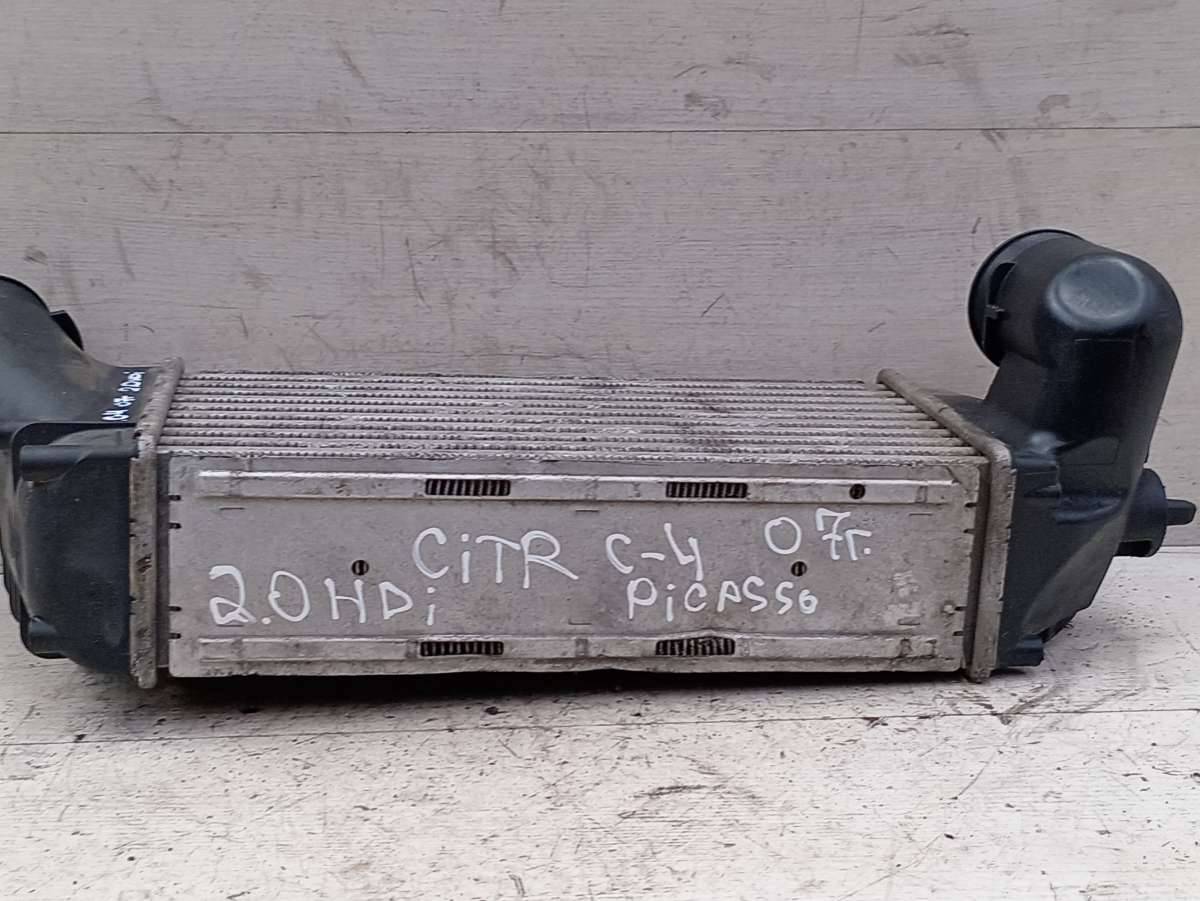 CiTR C-4 07г.
2.0HDi PiCASSO